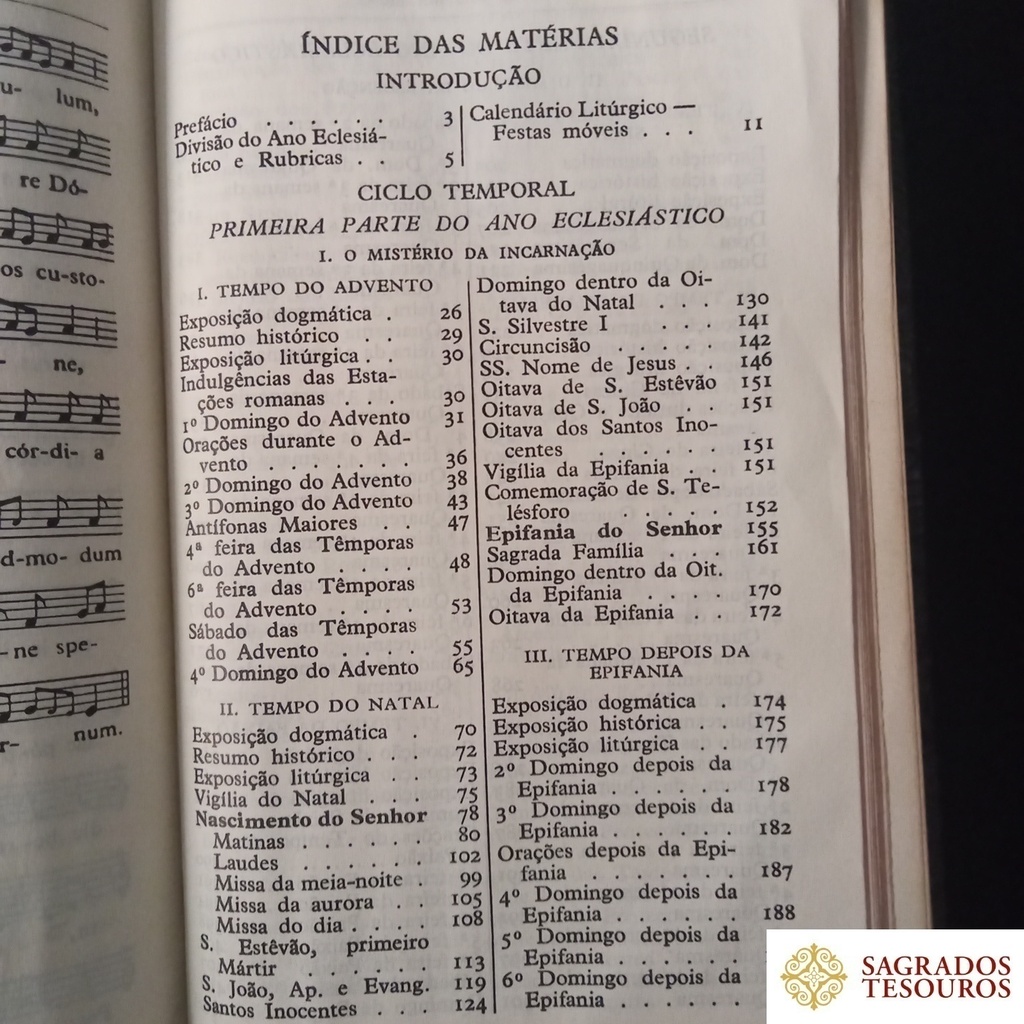 u- lum,
re Dó-
os cu-sto-
- ne,
cór-di- a
d-mo- dum
-ne spe-
r- num.
ÍNDICE DAS MATÉRIAS
INTRODUÇÃO
Prefácio . . . . . . 3
Divisão do Ano Eclesiá-
tico e Rubricas . . 5
Calendário Litúrgico —
Festas móveis . . . 11
CICLO TEMPORAL
PRIMEIRA PARTE DO ANO ECLESIÁSTICO
I. O MISTÉRIO DA INCARNAÇÃO
I. TEMPO DO ADVENTO
Exposição dogmática . 26
Resumo histórico . . 29
Exposição litúrgica . . 30
Indulgências das Esta-
ções romanas . . . 30
1º Domingo do Advento 31
Orações durante o Ad-
vento . . . . . . . 36
2º Domingo do Advento 38
3º Domingo do Advento 43
Antífonas Maiores . . 47
4ª feira das Têmporas
do Advento . . . . 48
6ª feira das Têmporas
do Advento . . . . 53
Sábado das Têmporas
do Advento . . . . 55
4º Domingo do Advento 65
II. TEMPO DO NATAL
Exposição dogmática . 70
Resumo histórico . . . 72
Exposição litúrgica . . 73
Vigília do Natal . . . 75
Nascimento do Senhor 78
Matinas . . . . . . 80
Laudes . . . . . . 102
Missa da meia-noite . 99
Missa da aurora . . 105
Missa do dia . . . . 108
S. Estêvão, primeiro
Mártir . . . . . . 113
S. João, Ap. e Evang. 119
Santos Inocentes . . . 124
Domingo dentro da Oi-
tava do Natal . . . 130
S. Silvestre I . . . 141
Circuncisão . . . . . 142
SS. Nome de Jesus . . 146
Oitava de S. Estêvão 151
Oitava de S. João . . 151
Oitava dos Santos Ino-
centes . . . . . . 151
Vigília da Epifania . . 151
Comemoração de S. Te-
lésforo . . . . . 152
Epifania do Senhor 155
Sagrada Família . . . 161
Domingo dentro da Oit.
da Epifania . . . . 170
Oitava da Epifania . . 172
III. TEMPO DEPOIS DA
EPIFANIA
Exposição dogmática . 174
Exposição histórica . . 175
Exposição litúrgica . . 177
2º Domingo depois da
Epifania . . . . . . 178
3º Domingo depois da
Epifania . . . . . . 182
Orações depois da Epi-
fania . . . . . . . 187
4º Domingo depois da
Epifania . . . . . . 188
5º Domingo depois da
Epifania . . . . . .
6º Domingo depois da
Epifania . . . . . .
SAGRADOS
TESOUROS